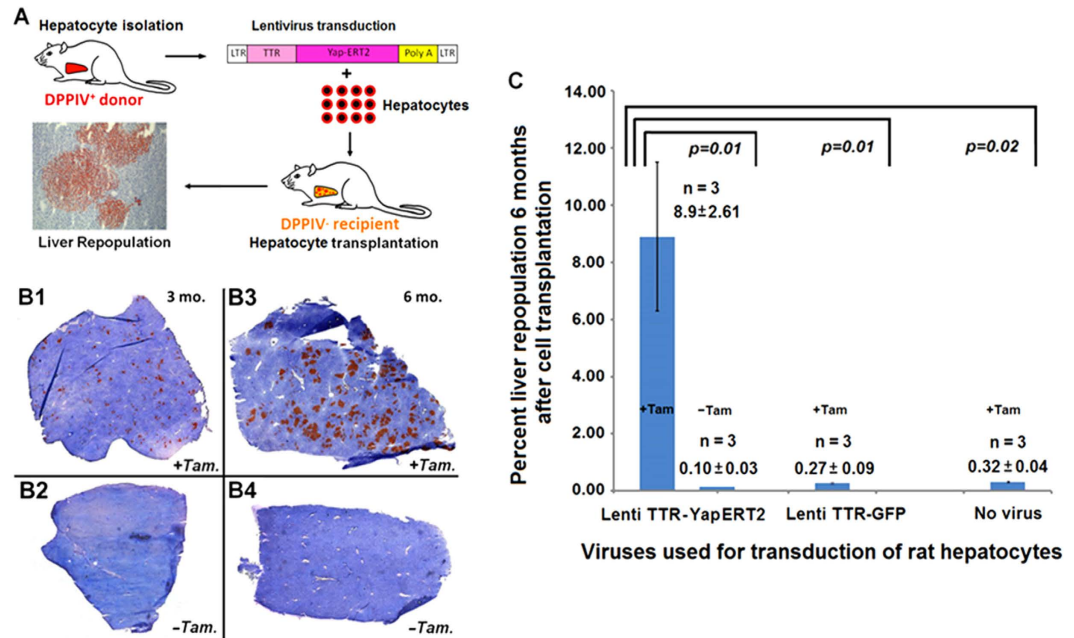 A
Hepatocyte isolation
Lentivirus transduction
LTR TTR Yap-ERT2 Poly A LTR
+
Hepatocytes
DPPIV⁺ donor
DPPIV⁻ recipient
Liver Repopulation
Hepatocyte transplantation
B1
3 mo.
+Tam.
B3
6 mo.
+Tam.
B2
–Tam.
B4
–Tam.
C
Percent liver repopulation 6 months
after cell transplantation
14.00
12.00
10.00
8.00
6.00
4.00
2.00
0.00
p=0.01
p=0.01
p=0.02
n = 3
8.9±2.61
+Tam
–Tam
n = 3
0.10±0.03
+Tam
n = 3
0.27±0.09
+Tam
n = 3
0.32±0.04
Lenti TTR-YapERT2
Lenti TTR-GFP
No virus
Viruses used for transduction of rat hepatocytes